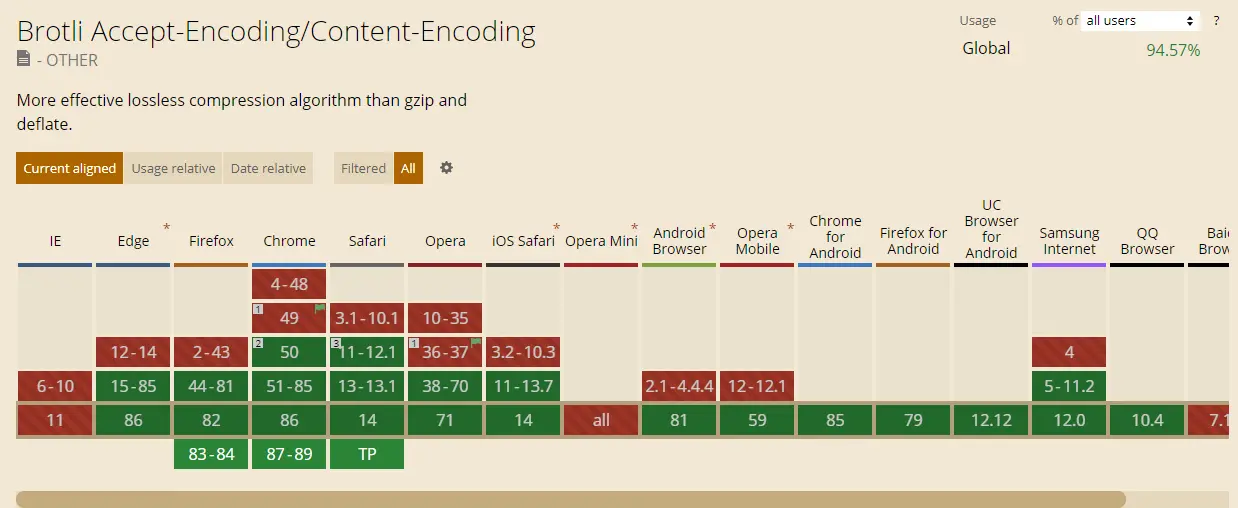 Brotli Accept-Encoding/Content-Encoding
- OTHER
Usage % of all users ?
Global 94.57%
More effective lossless compression algorithm than gzip and
deflate.
Current aligned Usage relative Date relative Filtered All
IE Edge * Firefox Chrome Safari Opera iOS Safari * Opera Mini * Android Browser * Opera Mobile * Chrome for Android Firefox for Android UC Browser for Android Samsung Internet QQ Browser
4-48
1 49 3.1-10.1 10-35
12-14 2-43 2 50 3 11-12.1 1 36-37 3.2-10.3 4
6-10 15-85 44-81 51-85 13-13.1 38-70 11-13.7 2.1-4.4.4 12-12.1 5-11.2
11 86 82 86 14 71 14 all 81 59 85 79 12.12 12.0 10.4
83-84 87-89 TP